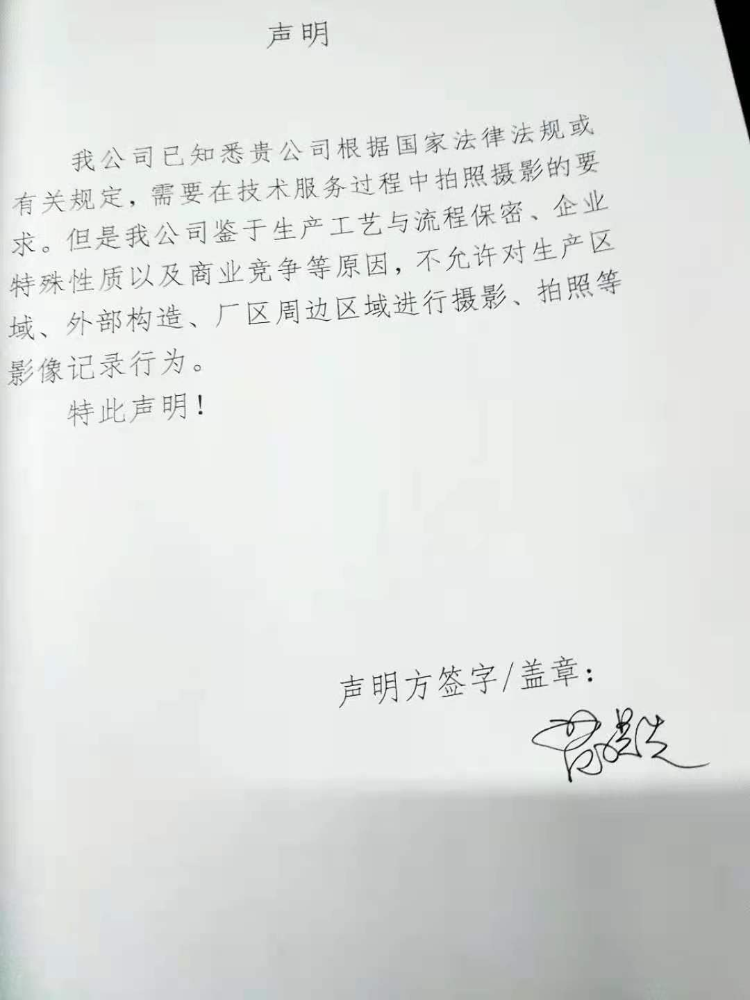 声明
我公司已知悉贵公司根据国家法律法规或
有关规定，需要在技术服务过程中拍照摄影的要
求。但是我公司鉴于生产工艺与流程保密、企业
特殊性质以及商业竞争等原因，不允许对生产区
域、外部构造、厂区周边区域进行摄影、拍照等
影像记录行为。
特此声明！
声明方签字/盖章：